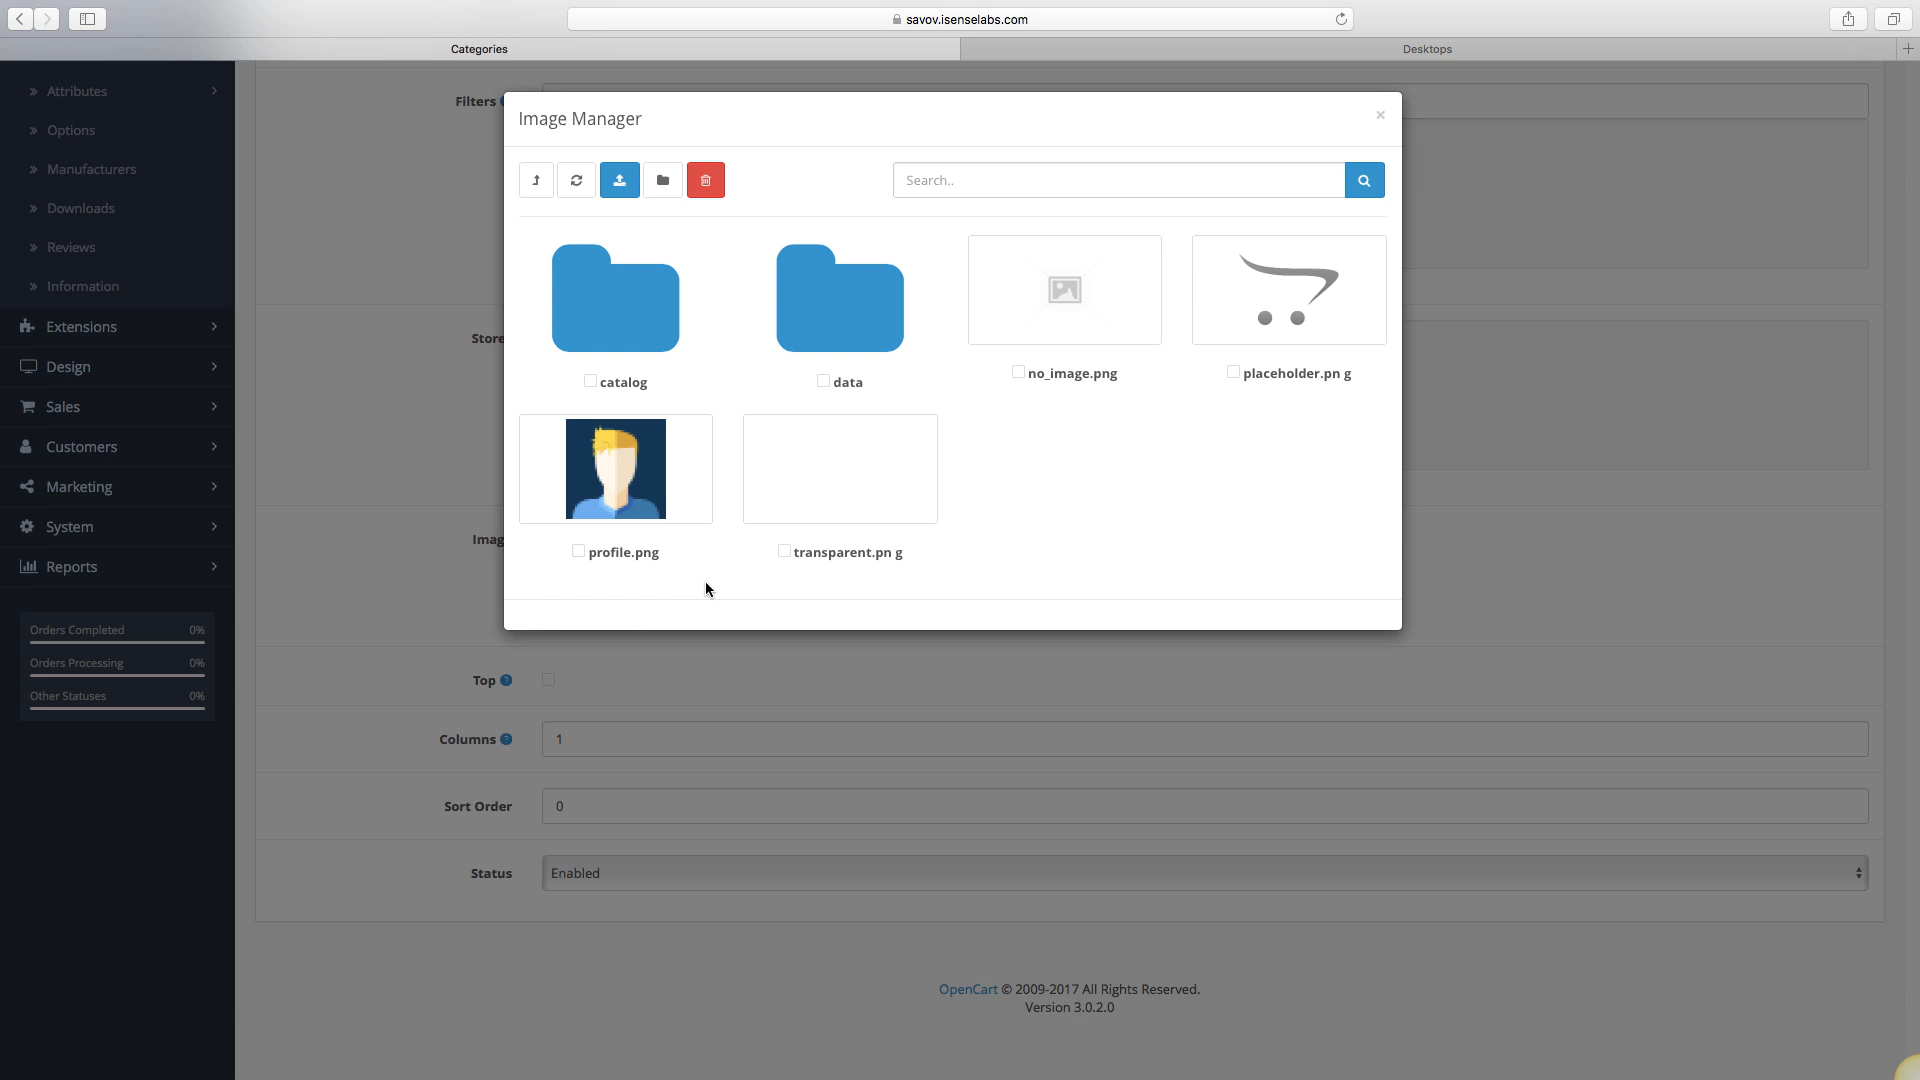 savov.isenselabs.com
Categories
Desktops
Attributes
Options
Manufacturers
Downloads
Reviews
Information
Extensions
Design
Sales
Customers
Marketing
System
Reports
Orders Completed 0%
Orders Processing 0%
Other Statuses 0%
Filters
Store
Imag
Image Manager
×
Search..
catalog
data
no_image.png
placeholder.pn g
profile.png
transparent.pn g
Top
Columns
1
Sort Order
0
Status
Enabled
OpenCart © 2009-2017 All Rights Reserved.
Version 3.0.2.0